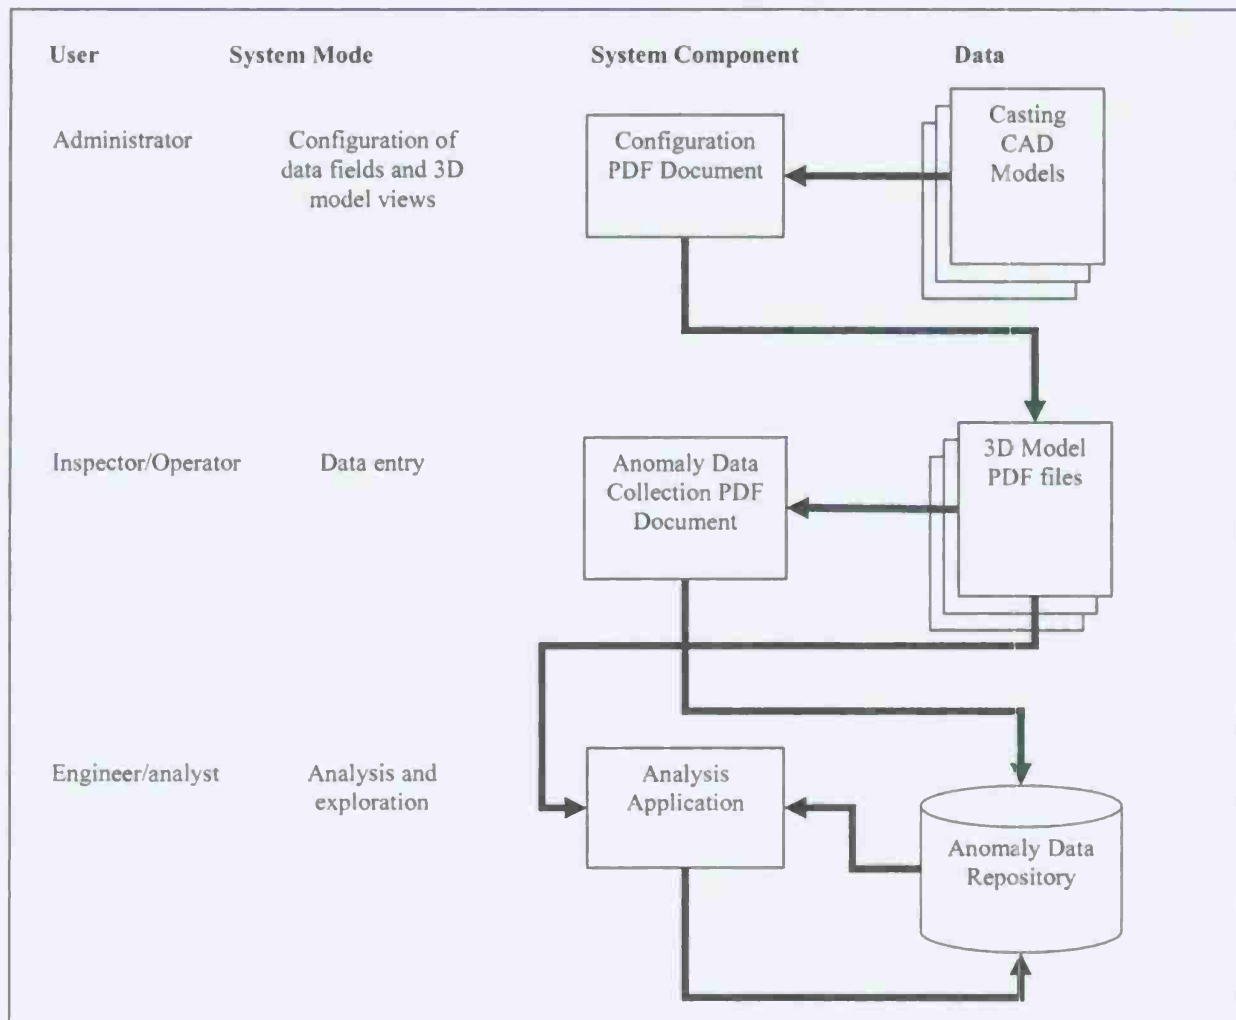 User System Mode System Component Data
Administrator
Configuration of
data fields and 3D
model views
Configuration
PDF Document
Casting
CAD
Models
Inspector/Operator
Data entry
Anomaly Data
Collection PDF
Document
3D Model
PDF files
Engineer/analyst
Analysis and
exploration
Analysis
Application
Anomaly Data
Repository